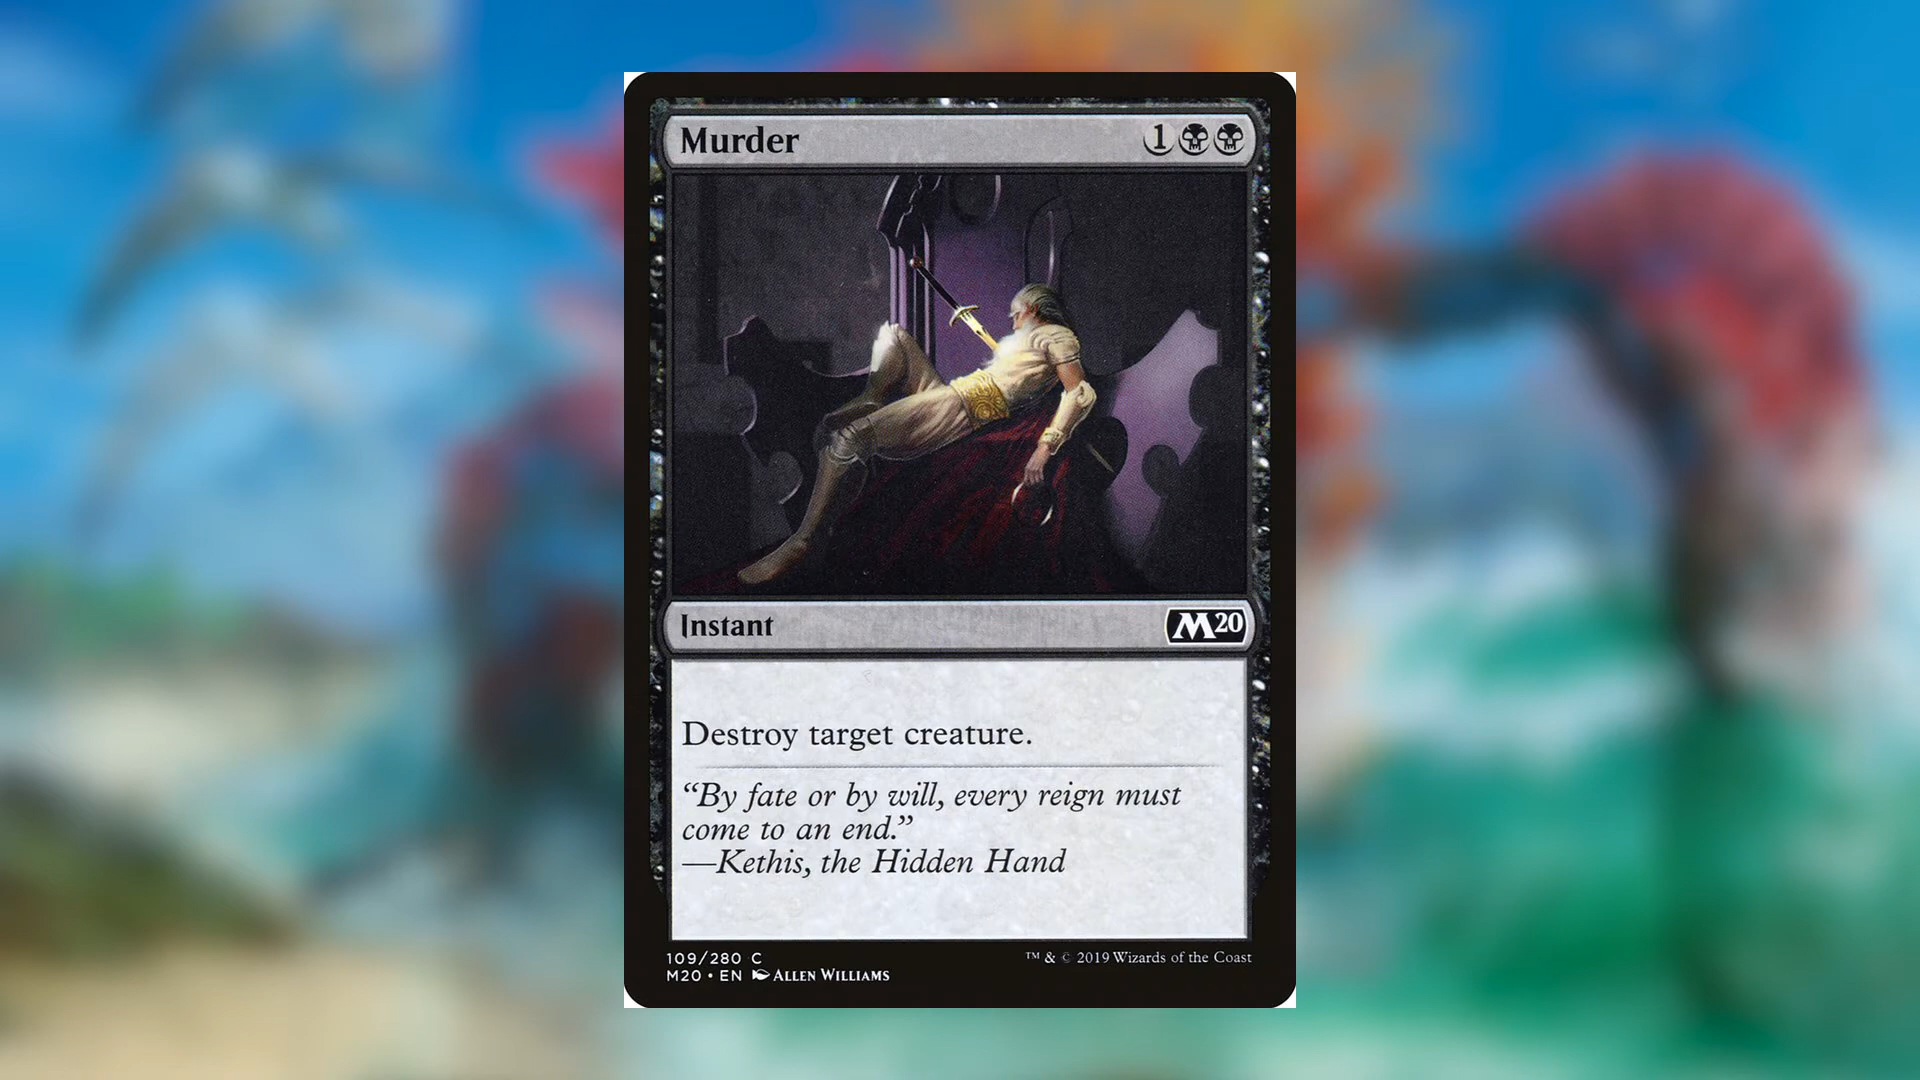 Murder 1
Instant M20
Destroy target creature.
“By fate or by will, every reign must
come to an end.”
—Kethis, the Hidden Hand
109/280 C
M20 • EN ALLEN WILLIAMS
™ & © 2019 Wizards of the Coast